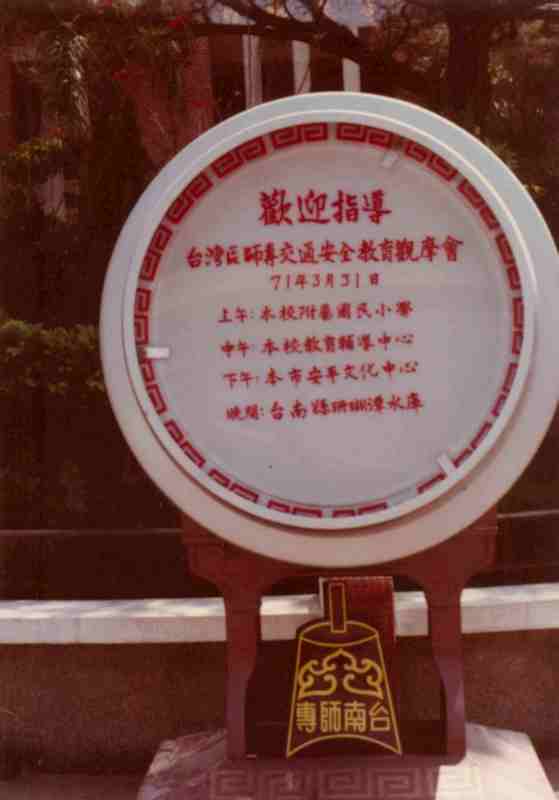 歡迎指導
台灣區師專交通安全教育觀摩會
71年3月31日
上午:本校附屬國民小學
中午:本校教育輔導中心
下午:本市安平文化中心
晚間:台南縣珊瑚潭水庫
台南師專